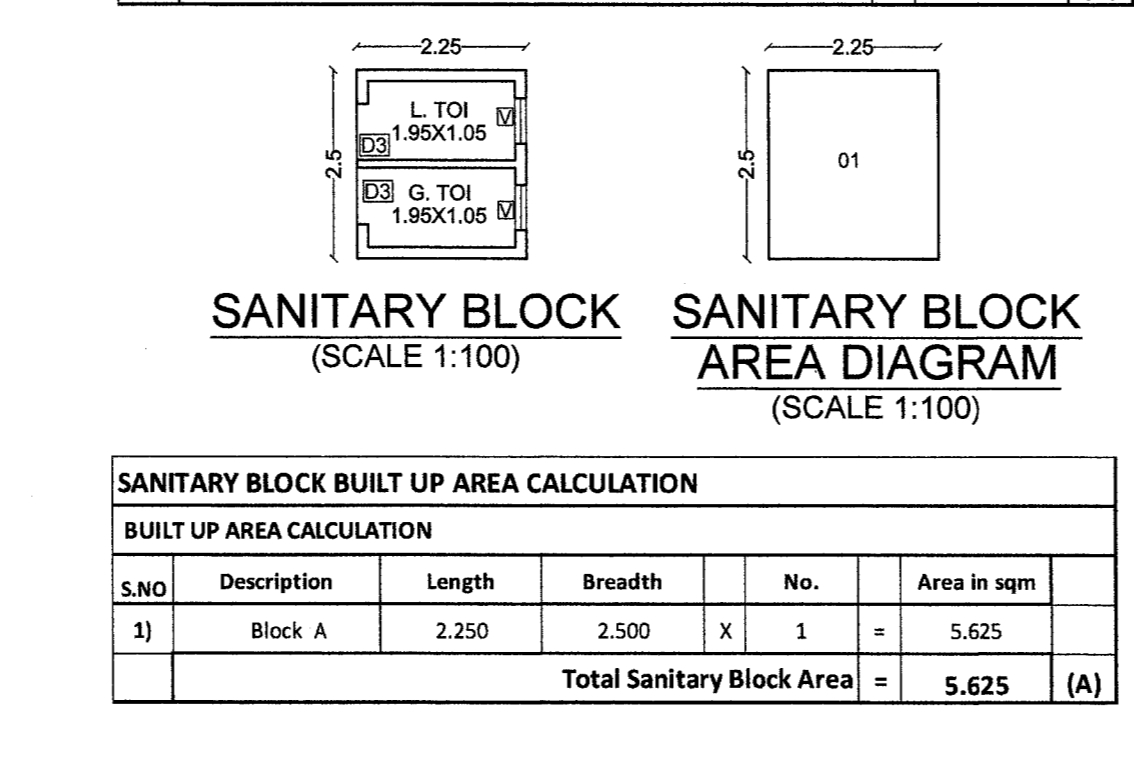 2.25
2.5
L. TOI
1.95X1.05
V
D3
D3
G. TOI
1.95X1.05
V
SANITARY BLOCK
(SCALE 1:100)
2.25
2.5
01
SANITARY BLOCK
AREA DIAGRAM
(SCALE 1:100)
SANITARY BLOCK BUILT UP AREA CALCULATION
BUILT UP AREA CALCULATION
S.NO Description Length Breadth No. Area in sqm
1) Block A 2.250 2.500 X 1 = 5.625
Total Sanitary Block Area = 5.625 (A)